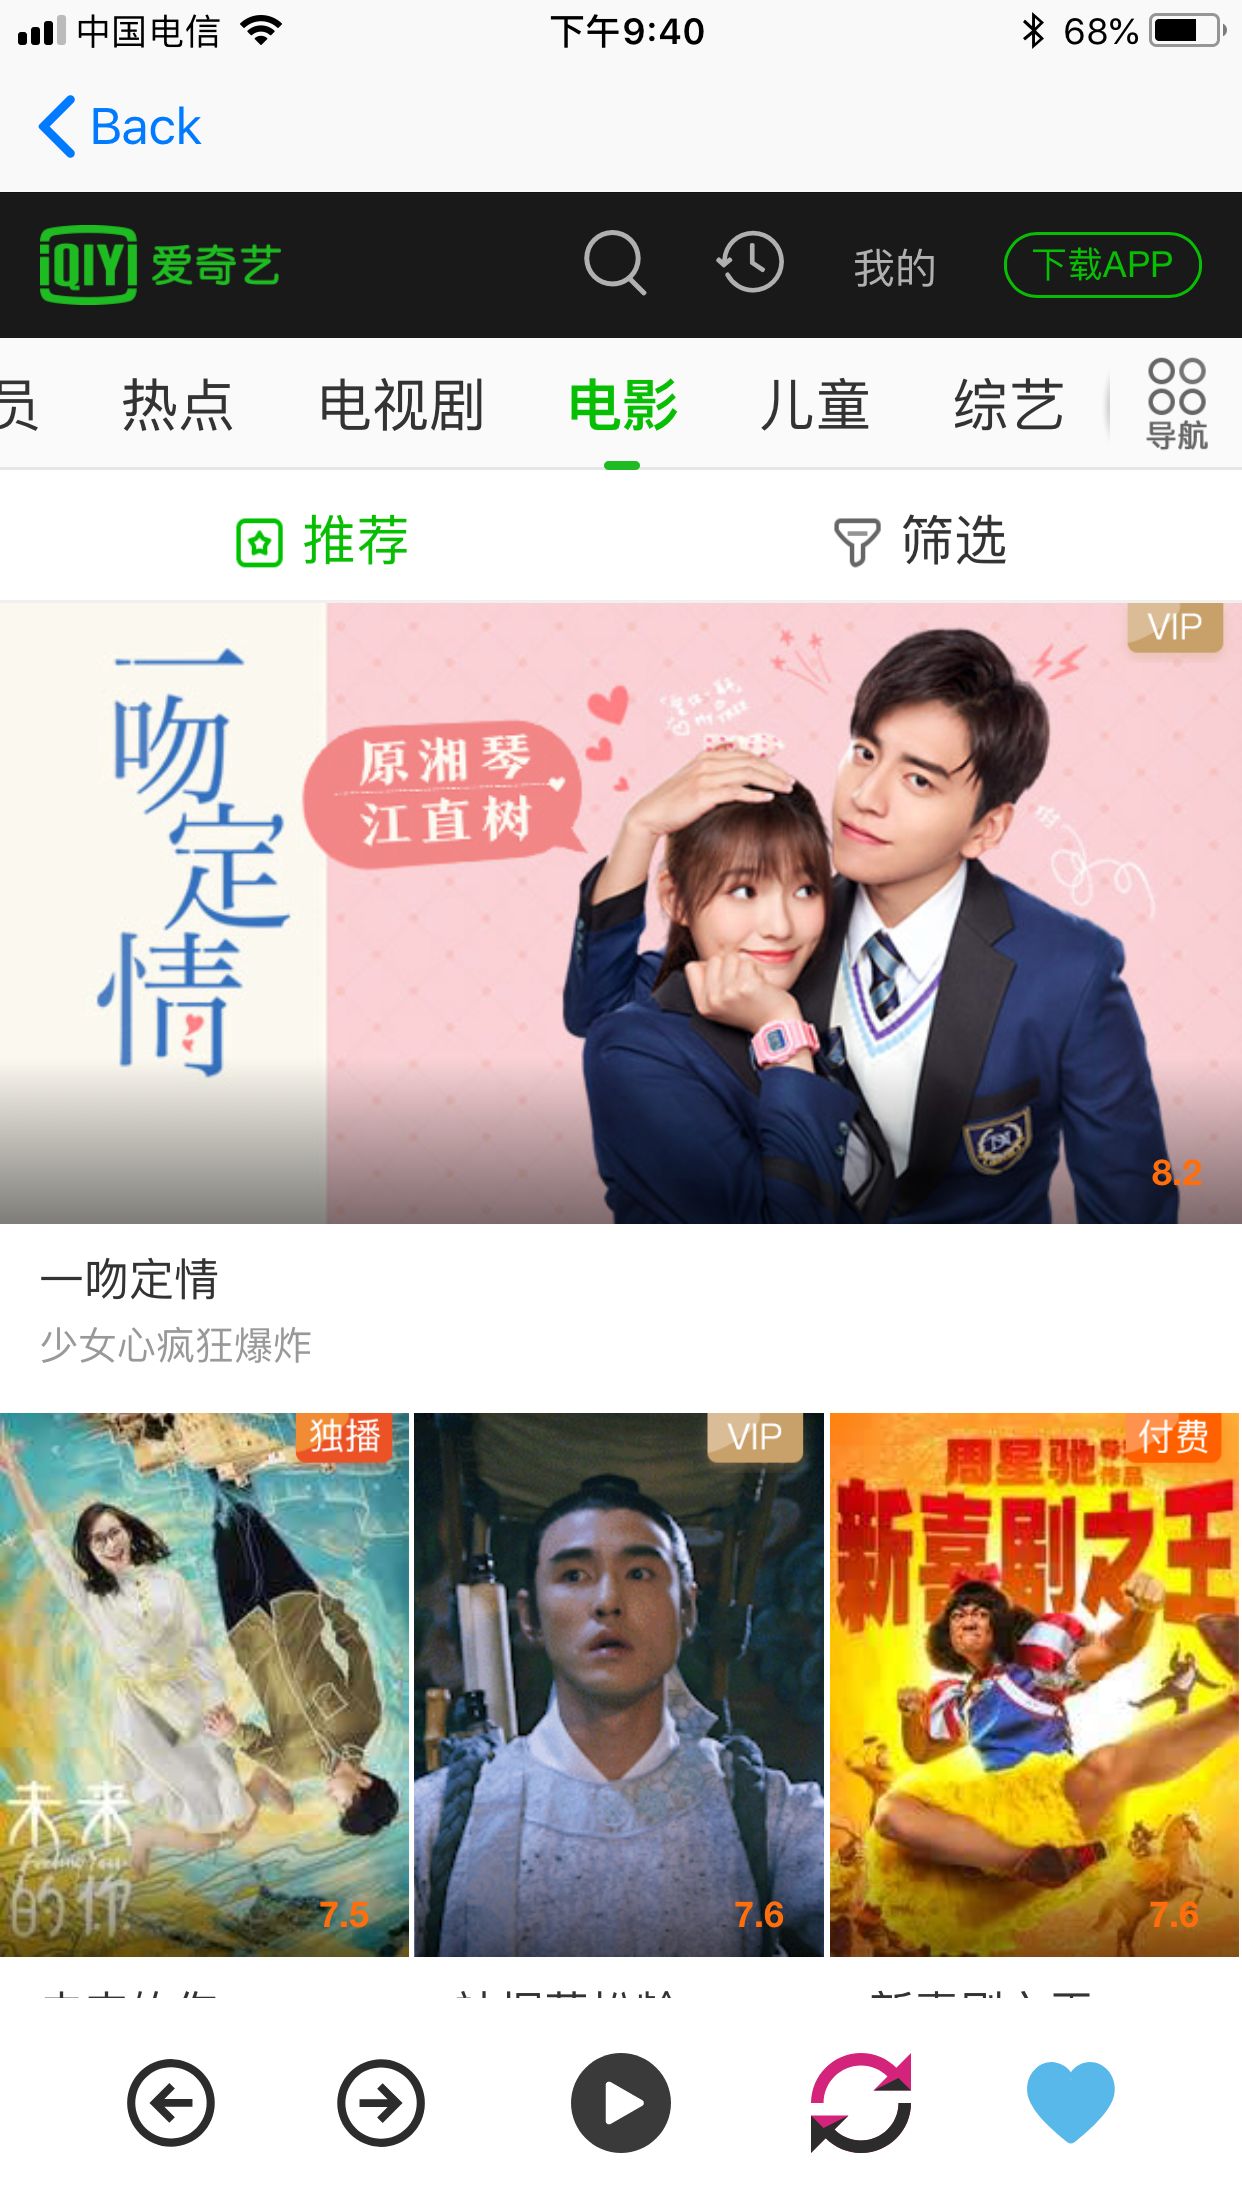 中国电信
下午9:40
68%
Back
iQIYI 爱奇艺
我的
下载APP
员
热点
电视剧
电影
儿童
综艺
导航
推荐
筛选
VIP
一吻定情
原湘琴
江直树
8.2
一吻定情
少女心疯狂爆炸
独播
未来
的你
7.5
VIP
7.6
付费
周星驰
作品
新喜剧之王
7.6